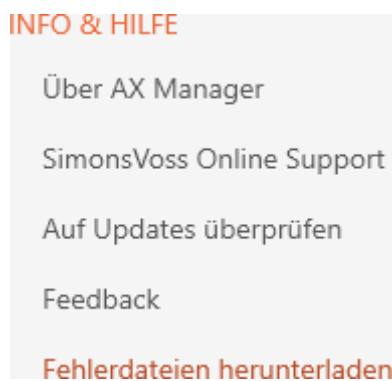 INFO & HILFE
Über AX Manager
SimonsVoss Online Support
Auf Updates überprüfen
Feedback
Fehlerdateien herunterladen